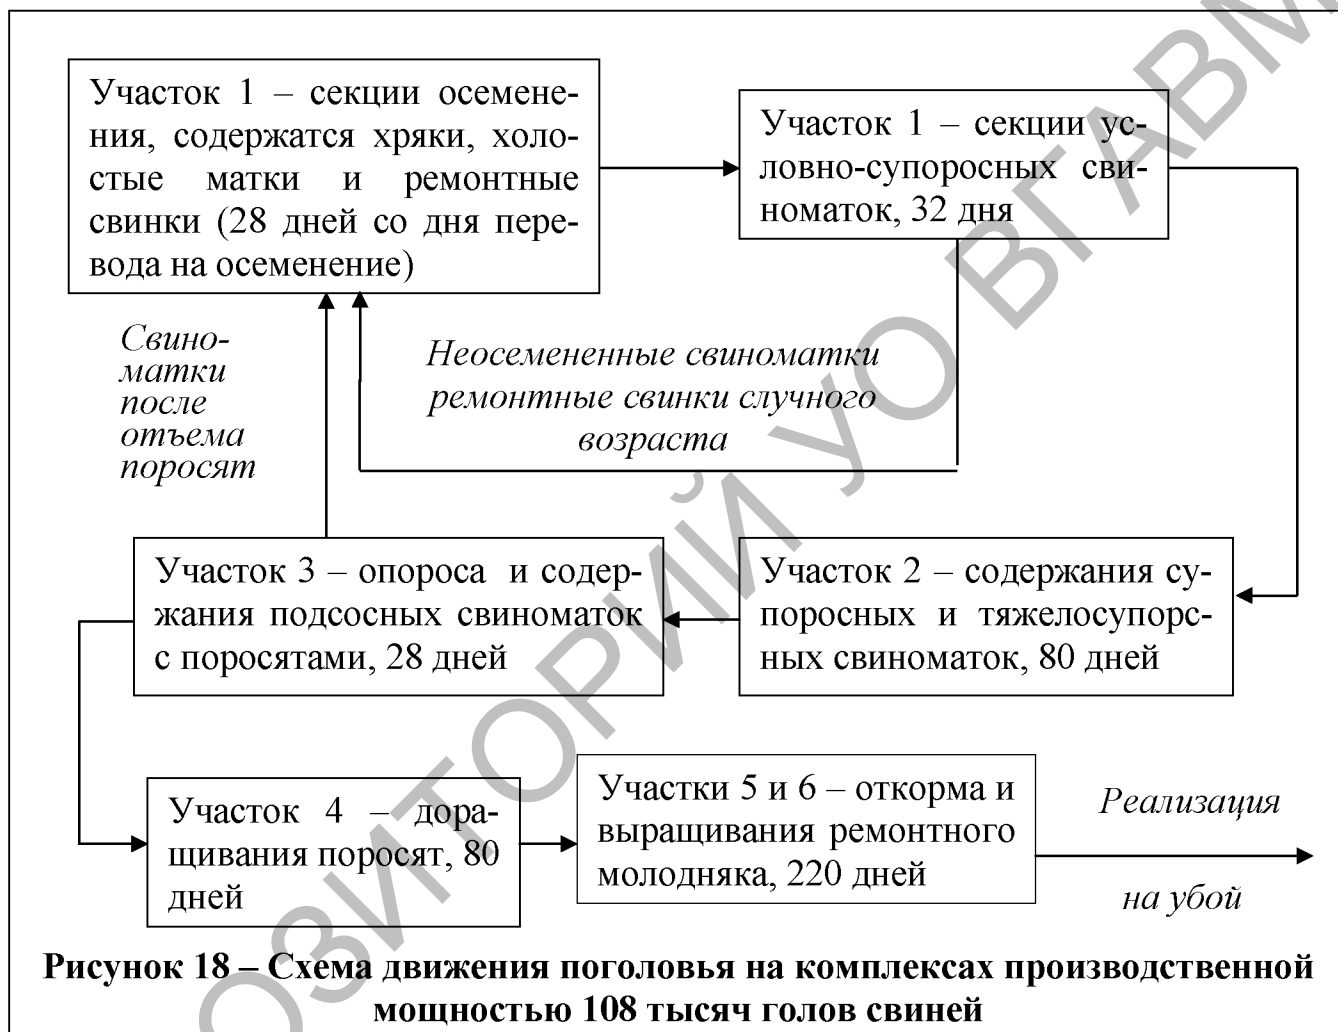 Участок 1 – секции осемене-
ния, содержатся хряки, холо-
стые матки и ремонтные
свинки (28 дней со дня пере-
вода на осеменение)
Участок 1 – секции ус-
ловно-супоросных сви-
номаток, 32 дня
Свино-
матки
после
отъема
поросят
Неосемененные свиноматки
ремонтные свинки случного
возраста
Участок 3 – опороса и содер-
жания подсосных свиноматок
с поросятами, 28 дней
Участок 2 – содержания су-
поросных и тяжелосупорс-
ных свиноматок, 80 дней
Участок 4 – дора-
щивания поросят, 80
дней
Участки 5 и 6 – откорма и
выращивания ремонтного
молодняка, 220 дней
Реализация
на убой
Рисунок 18 – Схема движения поголовья на комплексах производственной
мощностью 108 тысяч голов свиней
ОЗИТОРИЙ УО ВГАВМ